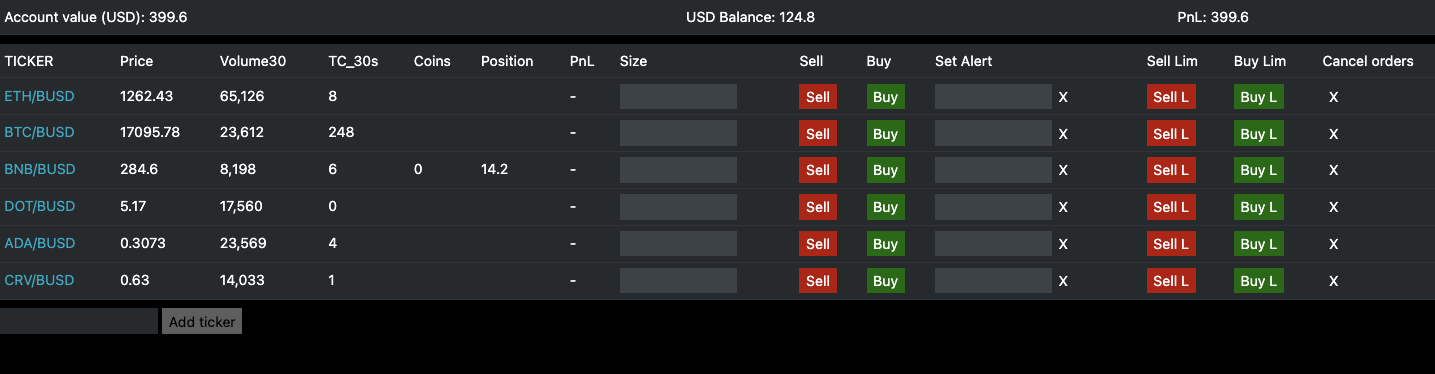 Account value (USD): 399.6 USD Balance: 124.8 PnL: 399.6
TICKER Price Volume30 TC_30s Coins Position PnL Size Sell Buy Set Alert Sell Lim Buy Lim Cancel orders
ETH/BUSD 1262.43 65,126 8 - Sell Buy X Sell L Buy L X
BTC/BUSD 17095.78 23,612 248 - Sell Buy X Sell L Buy L X
BNB/BUSD 284.6 8,198 6 0 14.2 - Sell Buy X Sell L Buy L X
DOT/BUSD 5.17 17,560 0 - Sell Buy X Sell L Buy L X
ADA/BUSD 0.3073 23,569 4 - Sell Buy X Sell L Buy L X
CRV/BUSD 0.63 14,033 1 - Sell Buy X Sell L Buy L X
Add ticker